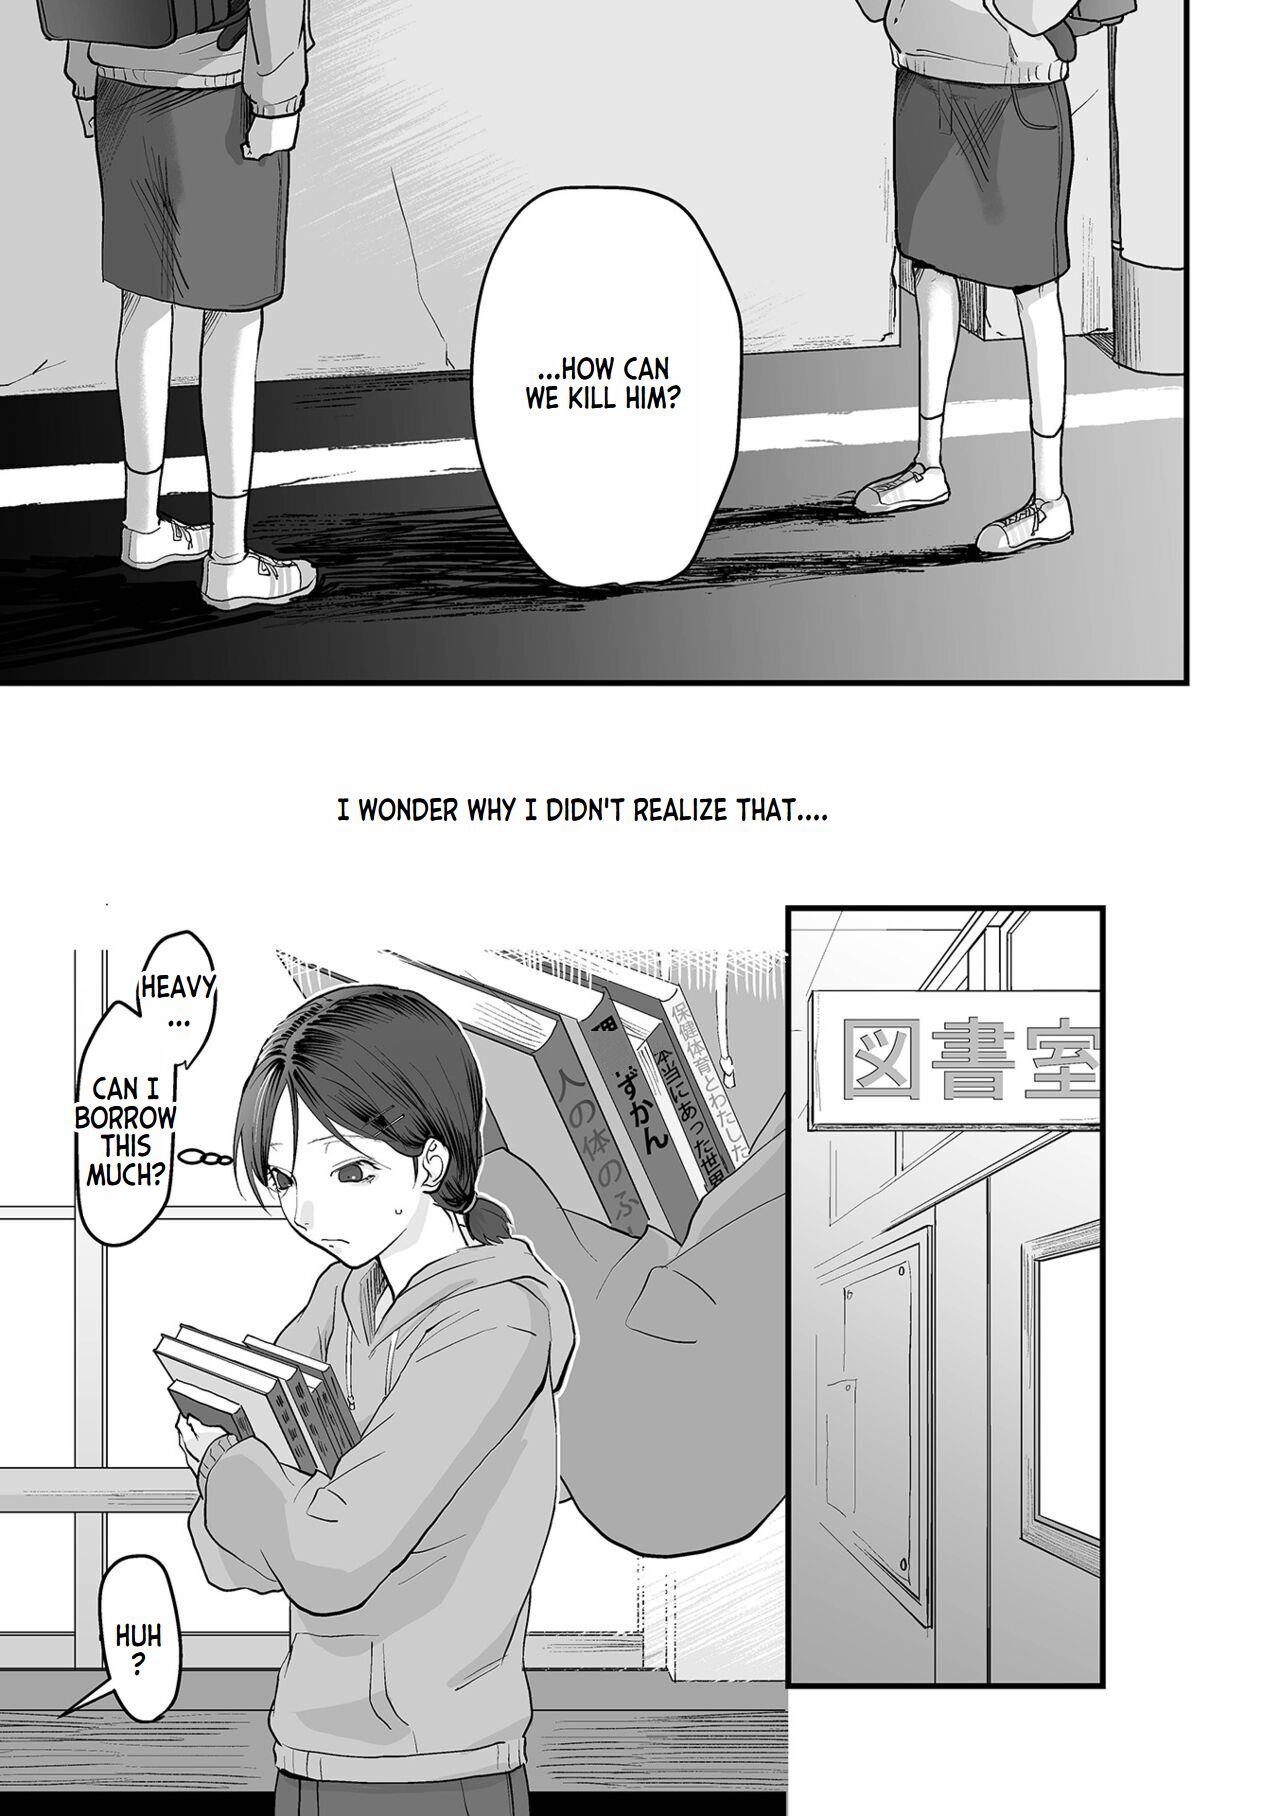 ...HOW CAN
WE KILL HIM?
I WONDER WHY I DIDN'T REALIZE THAT....
図書室
保健体育とわたした
本当にあった世界
ずかん
人の体のふ
HEAVY
...
CAN I
BORROW
THIS
MUCH?
HUH
?